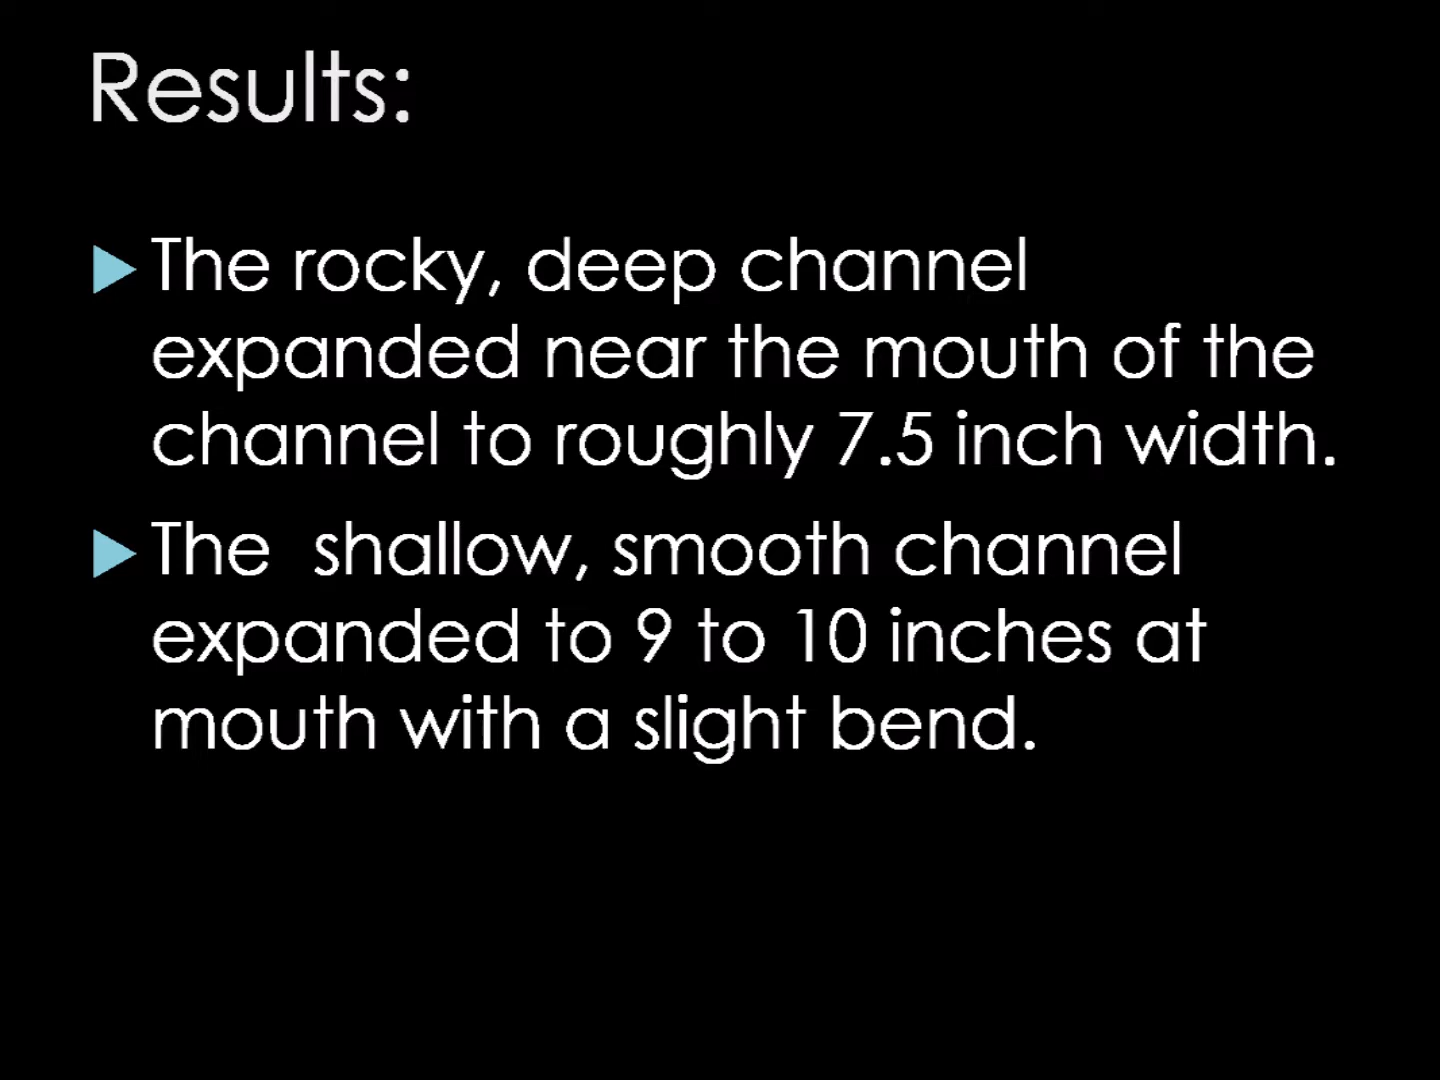 Results:
The rocky, deep channel
expanded near the mouth of the
channel to roughly 7.5 inch width.
The  shallow, smooth channel
expanded to 9 to 10 inches at
mouth with a slight bend.